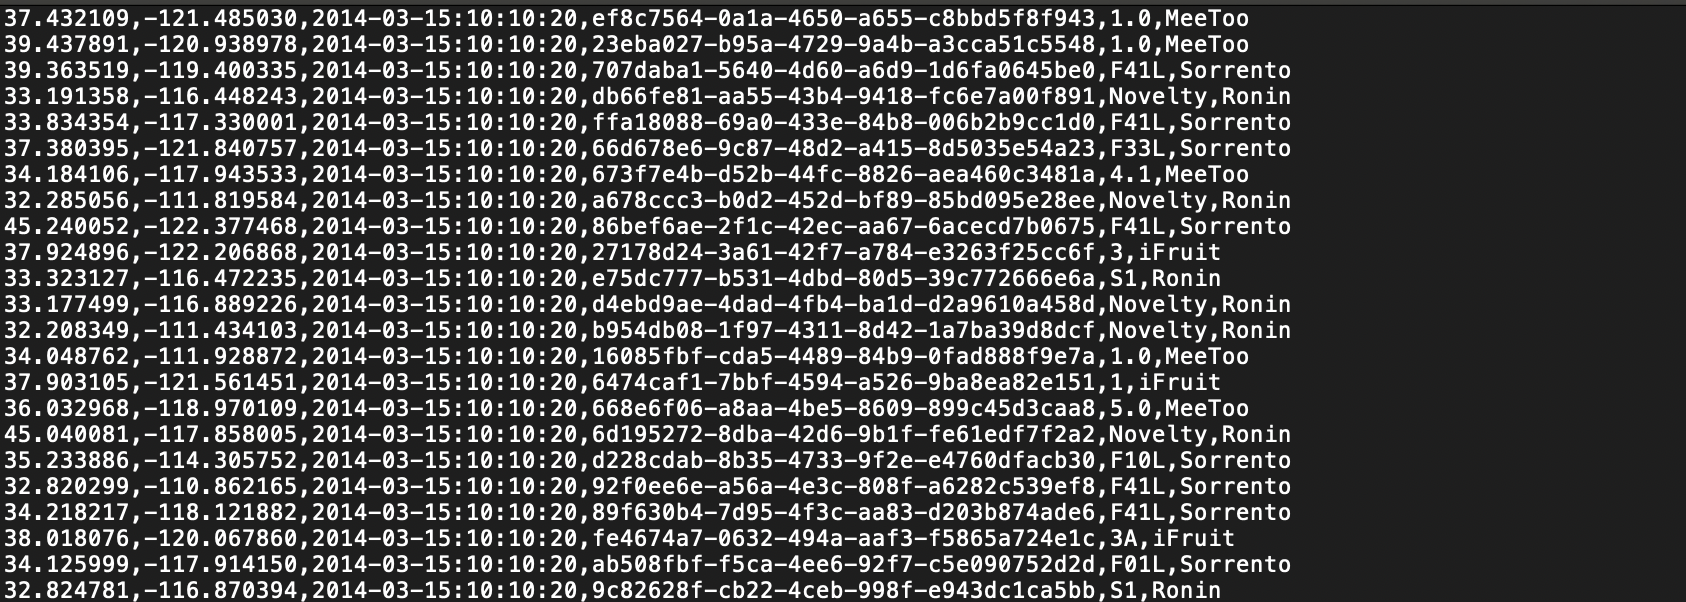 37.432109,-121.485030,2014-03-15:10:10:20,ef8c7564-0a1a-4650-a655-c8bbd5f8f943,1.0,MeeToo
39.437891,-120.938978,2014-03-15:10:10:20,23eba027-b95a-4729-9a4b-a3cca51c5548,1.0,MeeToo
39.363519,-119.400335,2014-03-15:10:10:20,707daba1-5640-4d60-a6d9-1d6fa0645be0,F41L,Sorrento
33.191358,-116.448243,2014-03-15:10:10:20,db66fe81-aa55-43b4-9418-fc6e7a00f891,Novelty,Ronin
33.834354,-117.330001,2014-03-15:10:10:20,ffa18088-69a0-433e-84b8-006b2b9cc1d0,F41L,Sorrento
37.380395,-121.840757,2014-03-15:10:10:20,66d678e6-9c87-48d2-a415-8d5035e54a23,F33L,Sorrento
34.184106,-117.943533,2014-03-15:10:10:20,673f7e4b-d52b-44fc-8826-aea460c3481a,4.1,MeeToo
32.285056,-111.819584,2014-03-15:10:10:20,a678ccc3-b0d2-452d-bf89-85bd095e28ee,Novelty,Ronin
45.240052,-122.377468,2014-03-15:10:10:20,86bef6ae-2f1c-42ec-aa67-6acecd7b0675,F41L,Sorrento
37.924896,-122.206868,2014-03-15:10:10:20,27178d24-3a61-42f7-a784-e3263f25cc6f,3,iFruit
33.323127,-116.472235,2014-03-15:10:10:20,e75dc777-b531-4dbd-80d5-39c772666e6a,S1,Ronin
33.177499,-116.889226,2014-03-15:10:10:20,d4ebd9ae-4dad-4fb4-ba1d-d2a9610a458d,Novelty,Ronin
32.208349,-111.434103,2014-03-15:10:10:20,b954db08-1f97-4311-8d42-1a7ba39d8dcf,Novelty,Ronin
34.048762,-111.928872,2014-03-15:10:10:20,16085fbf-cda5-4489-84b9-0fad888f9e7a,1.0,MeeToo
37.903105,-121.561451,2014-03-15:10:10:20,6474caf1-7bbf-4594-a526-9ba8ea82e151,1,iFruit
36.032968,-118.970109,2014-03-15:10:10:20,668e6f06-a8aa-4be5-8609-899c45d3caa8,5.0,MeeToo
45.040081,-117.858005,2014-03-15:10:10:20,6d195272-8dba-42d6-9b1f-fe61edf7f2a2,Novelty,Ronin
35.233886,-114.305752,2014-03-15:10:10:20,d228cdab-8b35-4733-9f2e-e4760dfacb30,F10L,Sorrento
32.820299,-110.862165,2014-03-15:10:10:20,92f0ee6e-a56a-4e3c-808f-a6282c539ef8,F41L,Sorrento
34.218217,-118.121882,2014-03-15:10:10:20,89f630b4-7d95-4f3c-aa83-d203b874ade6,F41L,Sorrento
38.018076,-120.067860,2014-03-15:10:10:20,fe4674a7-0632-494a-aaf3-f5865a724e1c,3A,iFruit
34.125999,-117.914150,2014-03-15:10:10:20,ab508fbf-f5ca-4ee6-92f7-c5e090752d2d,F01L,Sorrento
32.824781,-116.870394,2014-03-15:10:10:20,9c82628f-cb22-4ceb-998f-e943dc1ca5bb,S1,Ronin